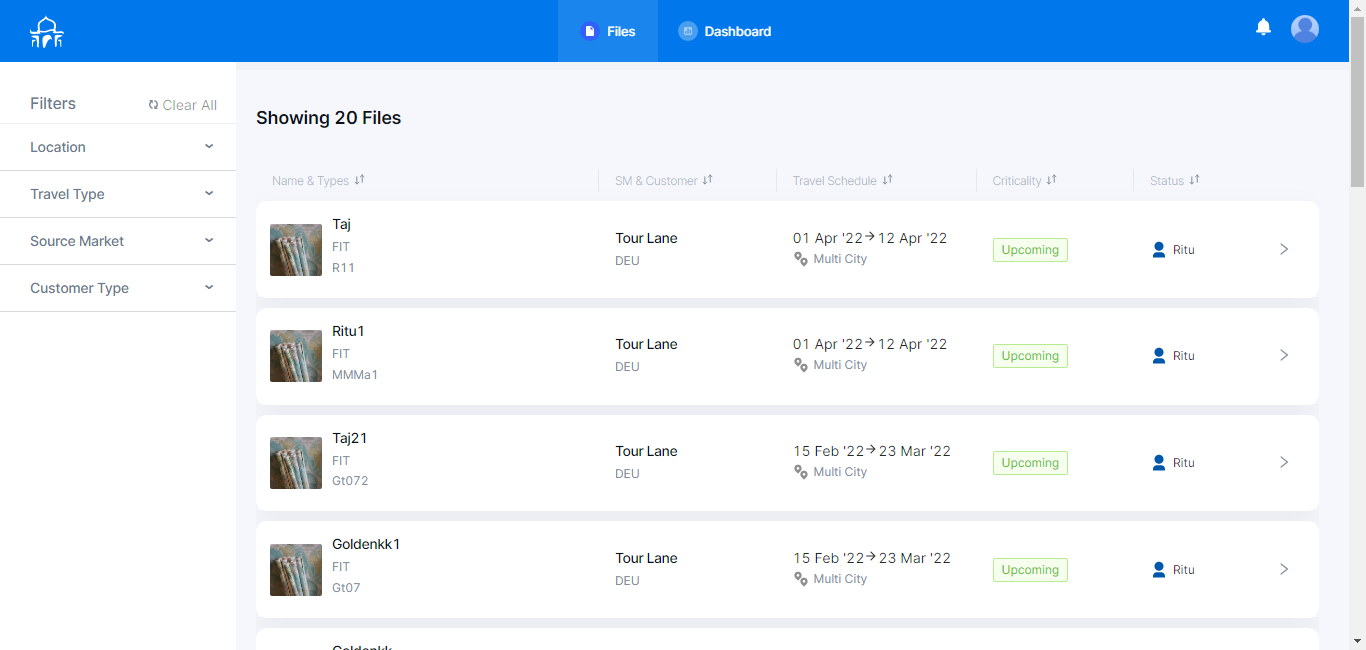 Files
Dashboard
Filters
Clear All
Location
Travel Type
Source Market
Customer Type
Showing 20 Files
Name & Types
SM & Customer
Travel Schedule
Criticality
Status
Taj
FIT
R11
Tour Lane
DEU
01 Apr '22→12 Apr '22
Multi City
Upcoming
Ritu
Ritu1
FIT
MMMa1
Tour Lane
DEU
01 Apr '22→12 Apr '22
Multi City
Upcoming
Ritu
Taj21
FIT
Gt072
Tour Lane
DEU
15 Feb '22→23 Mar '22
Multi City
Upcoming
Ritu
Goldenkk1
FIT
Gt07
Tour Lane
DEU
15 Feb '22→23 Mar '22
Multi City
Upcoming
Ritu
Goldenkk